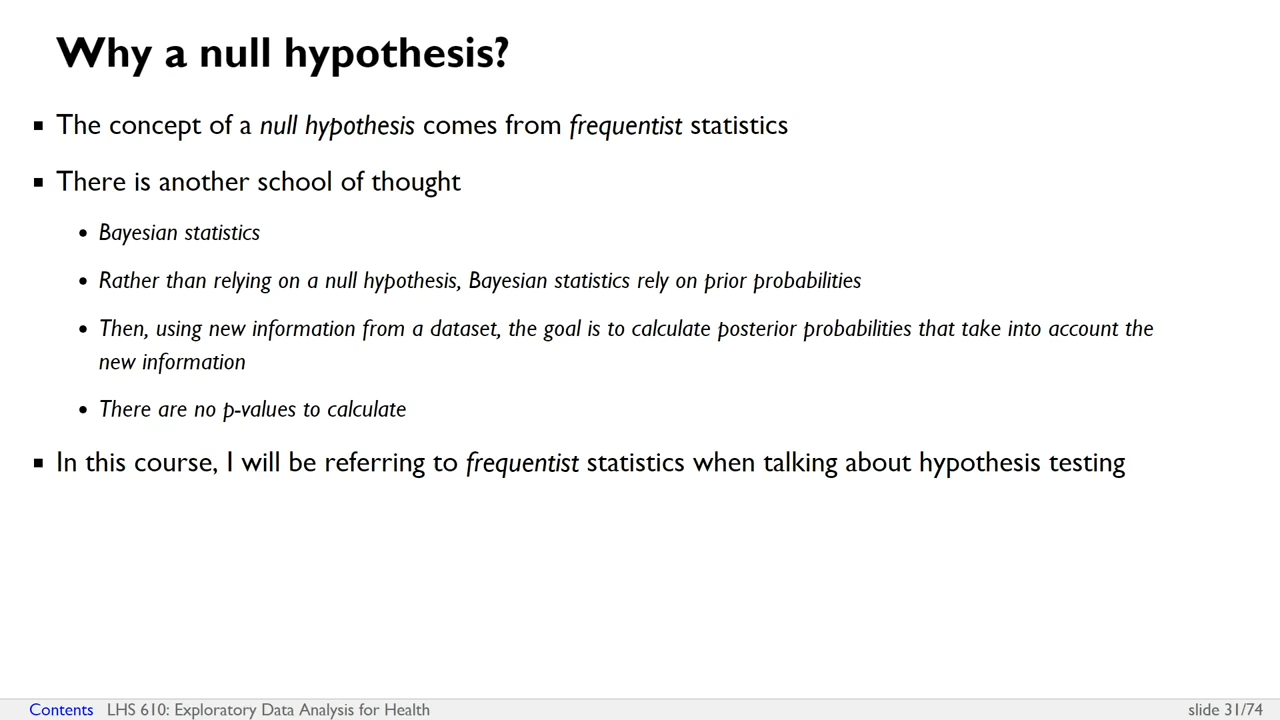 Why a null hypothesis?
The concept of a null hypothesis comes from frequentist statistics
There is another school of thought
Bayesian statistics
Rather than relying on a null hypothesis, Bayesian statistics rely on prior probabilities
Then, using new information from a dataset, the goal is to calculate posterior probabilities that take into account the
new information
There are no p-values to calculate
In this course, I will be referring to frequentist statistics when talking about hypothesis testing
Contents LHS 610: Exploratory Data Analysis for Health slide 31/74